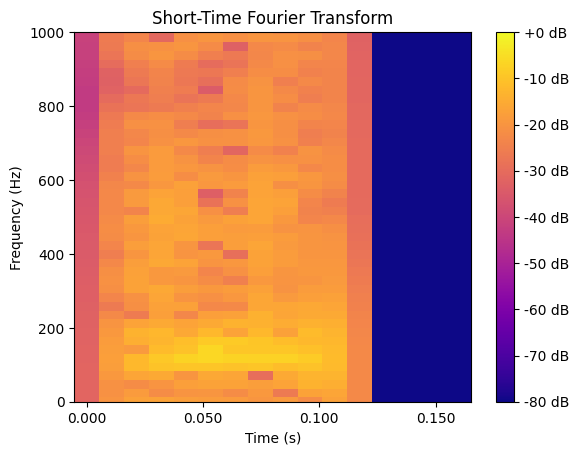 Short-Time Fourier Transform
1000
800
600
400
200
0
Frequency (Hz)
0.000
0.050
0.100
0.150
Time (s)
+0 dB
-10 dB
-20 dB
-30 dB
-40 dB
-50 dB
-60 dB
-70 dB
-80 dB